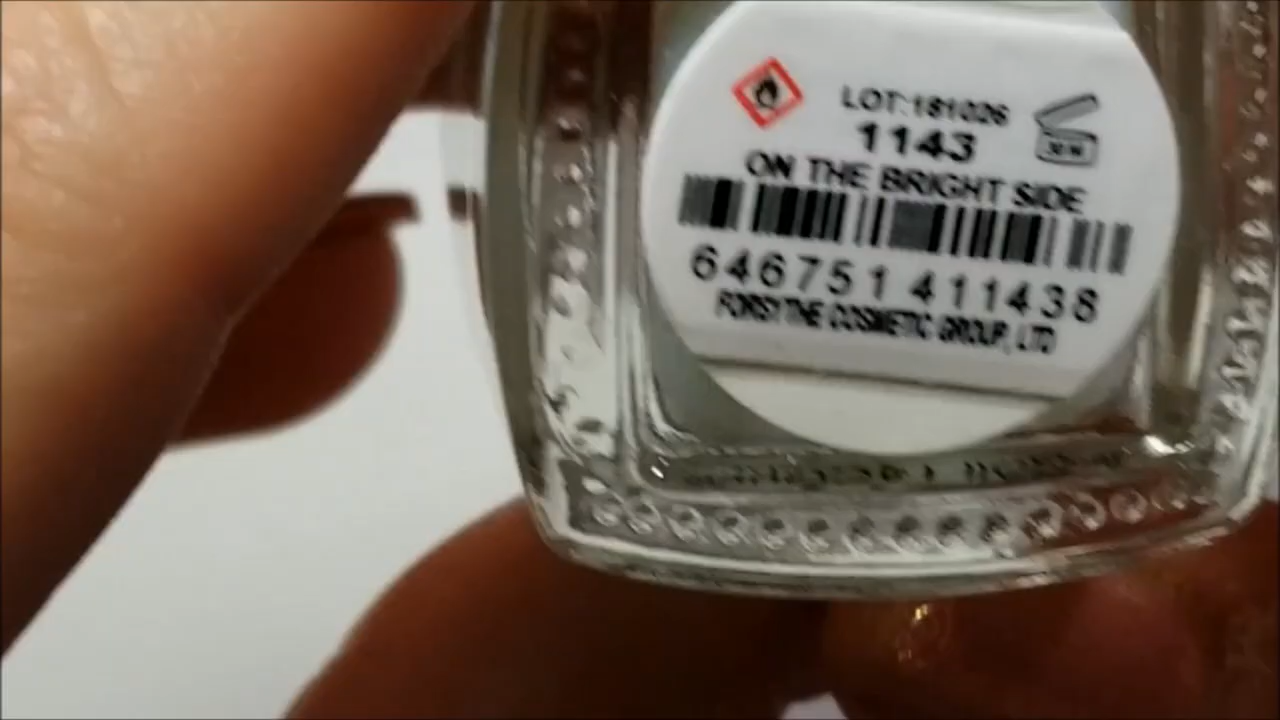 LOT:181026
1143
ON THE BRIGHT SIDE
646751 411438
FORSYTHE COSMETIC GROUP, LTD